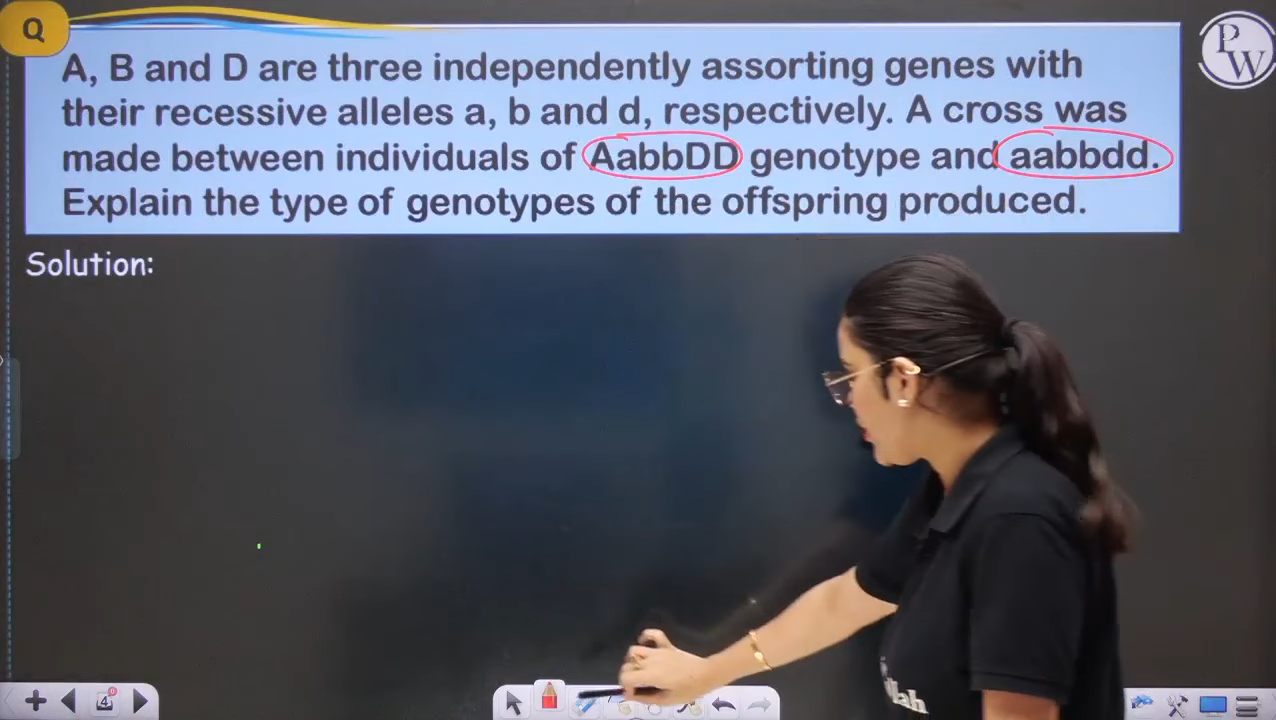 Q
P
W
A, B and D are three independently assorting genes with
their recessive alleles a, b and d, respectively. A cross was
made between individuals of AabbDD genotype and aabbdd.
Explain the type of genotypes of the offspring produced.
Solution:
4